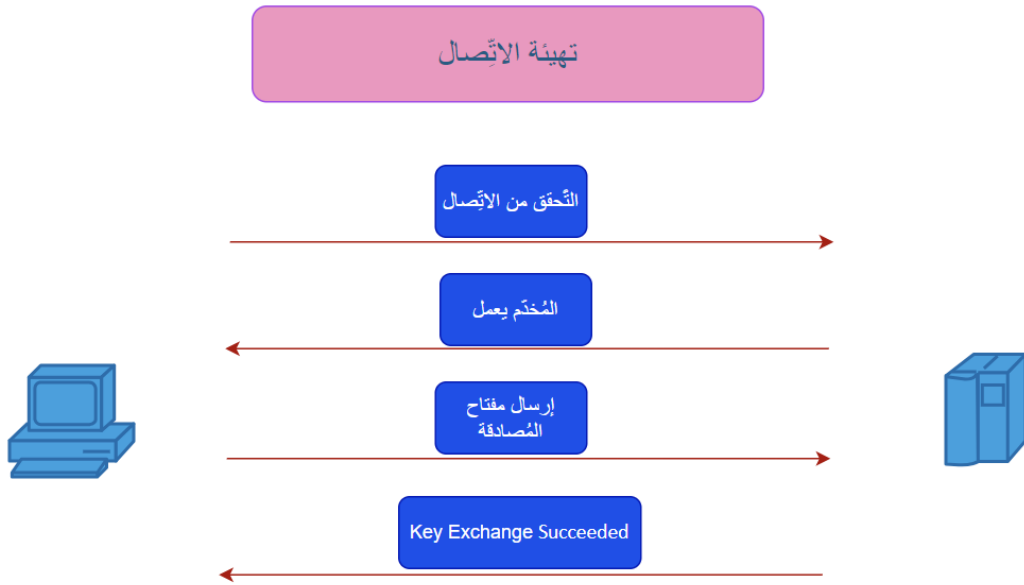 تهيئة الاتِّصال
التَّحقق من الاتِّصال
المُخدّم يعمل
إرسال مفتاح
المُصادقة
Key Exchange Succeeded